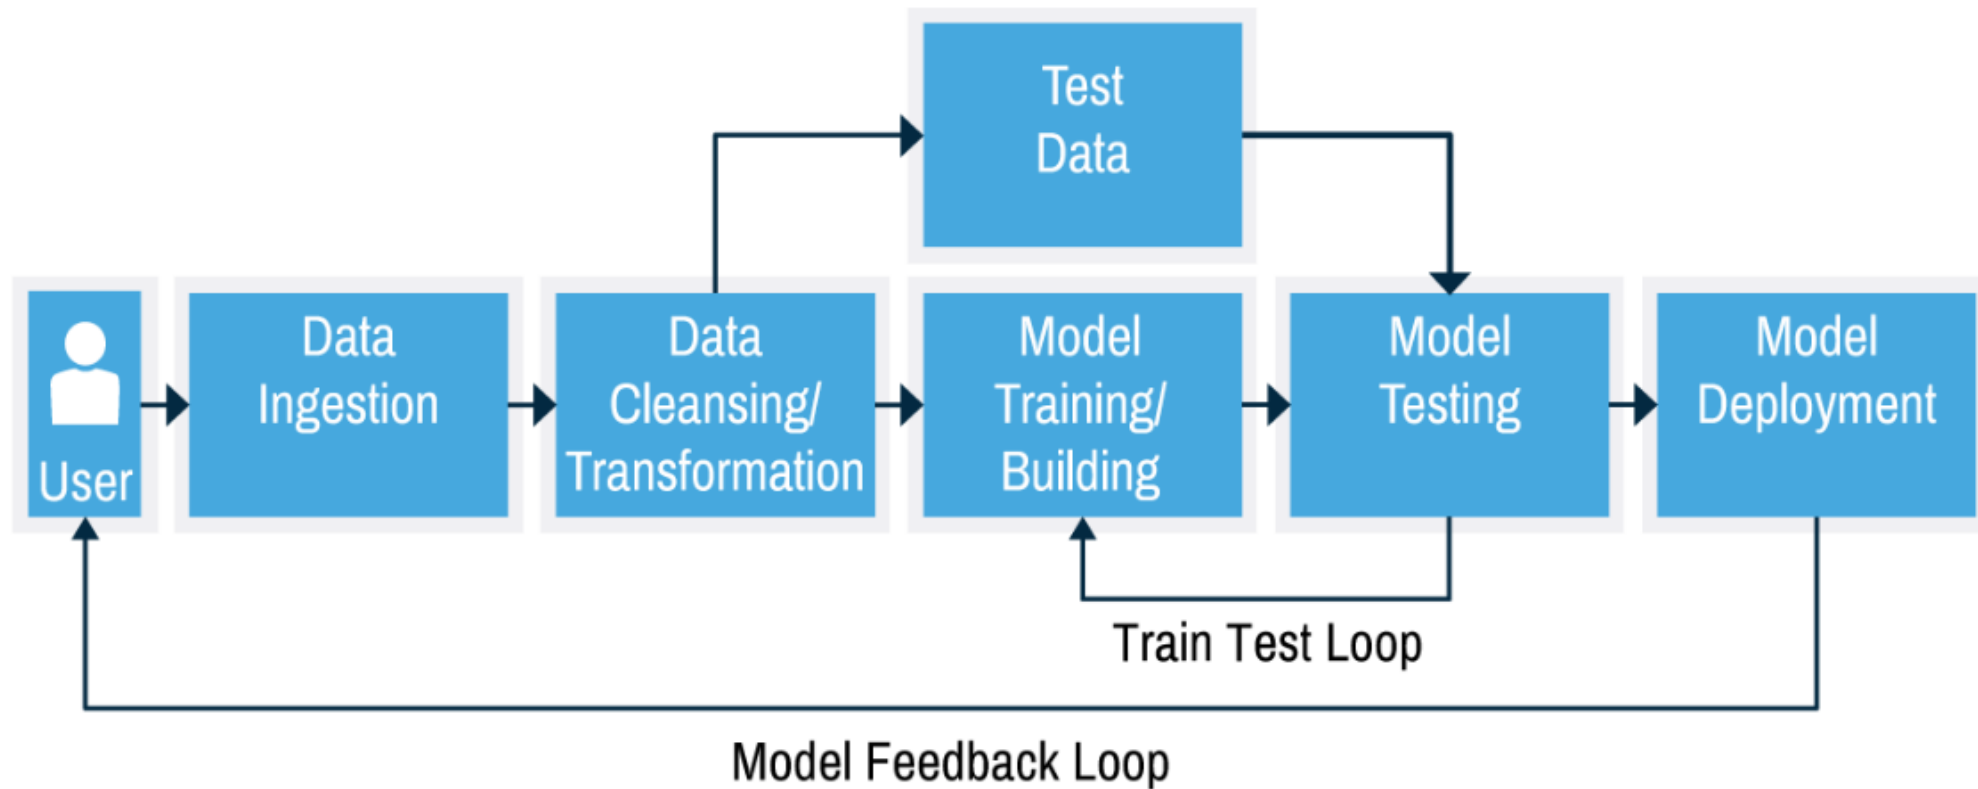 Test
Data
User
Data
Ingestion
Data
Cleansing/
Transformation
Model
Training/
Building
Model
Testing
Model
Deployment
Train Test Loop
Model Feedback Loop